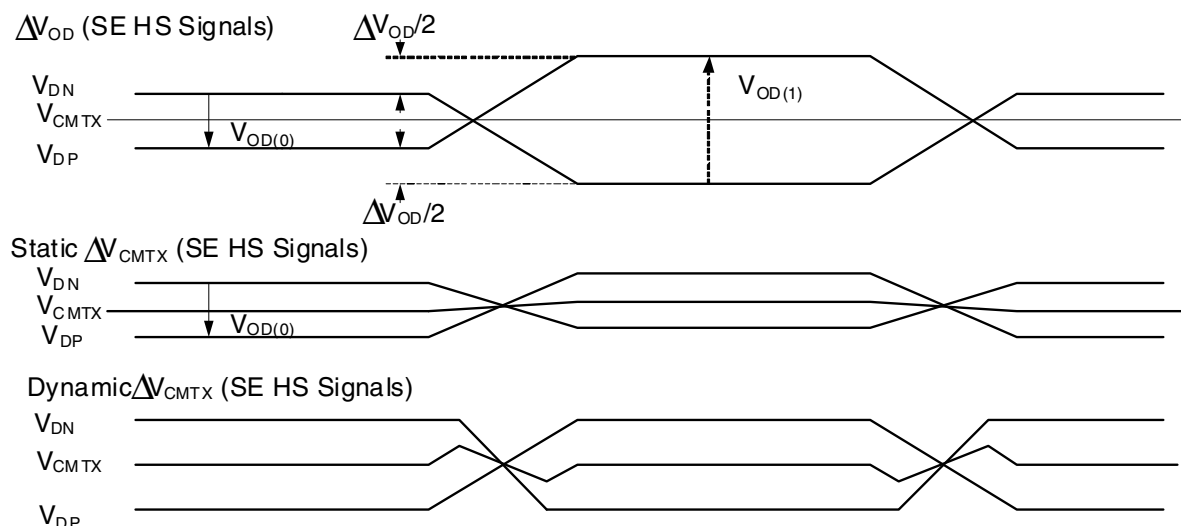 ΔV_OD (SE HS Signals)
ΔV_OD/2
V_DN
V_CMTX
V_OD(0)
V_OD(1)
V_DP
ΔV_OD/2
Static ΔV_CMTX (SE HS Signals)
V_DN
V_CMTX
V_OD(0)
V_DP
Dynamic ΔV_CMTX (SE HS Signals)
V_DN
V_CMTX
V_DP